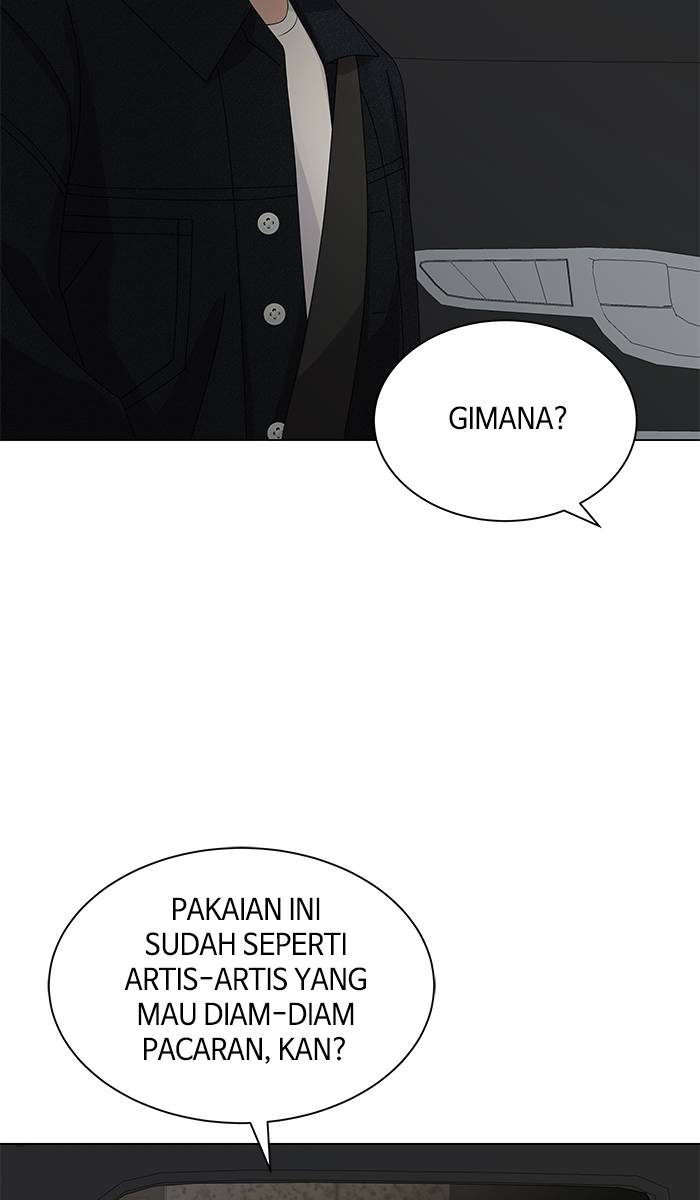 GIMANA?
PAKAIAN INI
SUDAH SEPERTI
ARTIS-ARTIS YANG
MAU DIAM-DIAM
PACARAN, KAN?